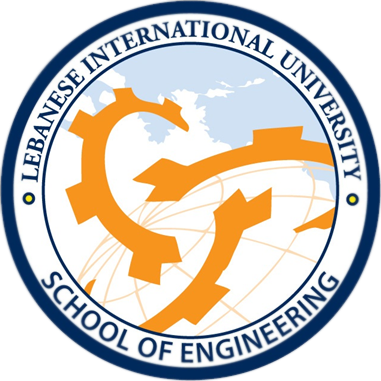 LEBANESE INTERNATIONAL UNIVERSITY
SCHOOL OF ENGINEERING